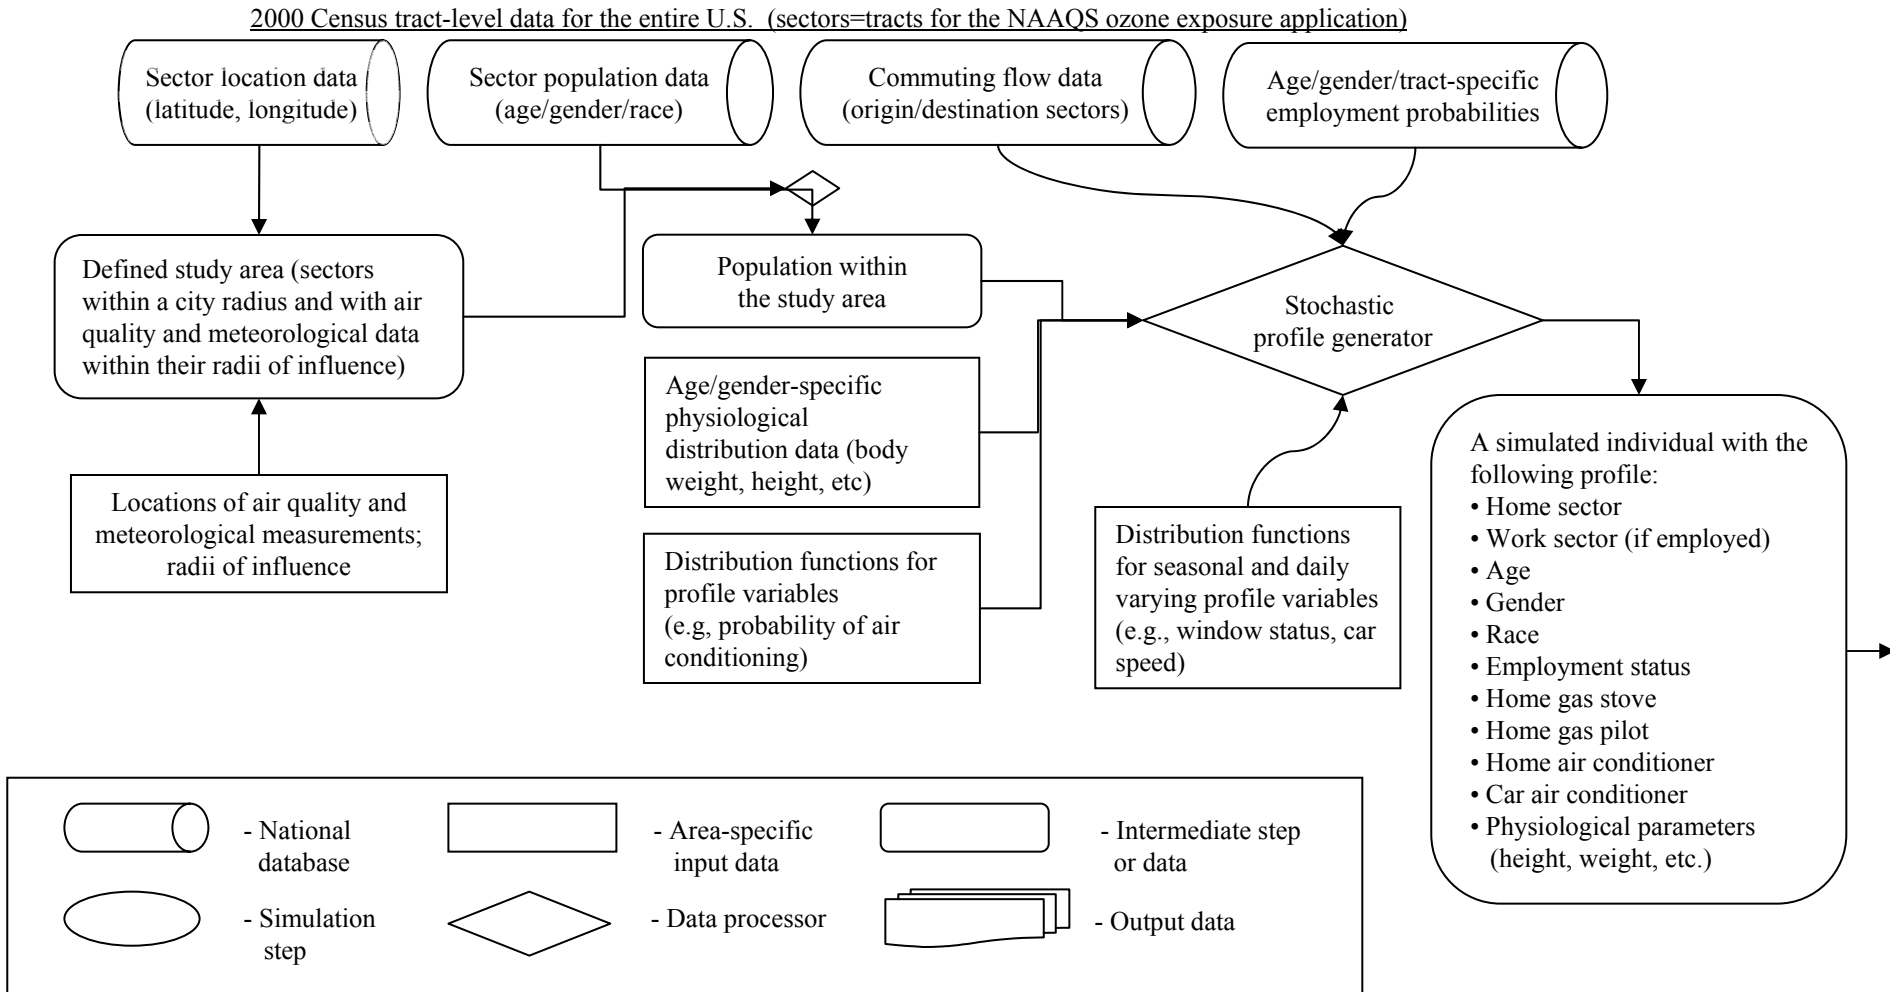 2000 Census tract-level data for the entire U.S. (sectors=tracts for the NAAQS ozone exposure application)
Sector location data
(latitude, longitude)
Sector population data
(age/gender/race)
Commuting flow data
(origin/destination sectors)
Age/gender/tract-specific
employment probabilities
Defined study area (sectors
within a city radius and with air
quality and meteorological data
within their radii of influence)
Population within
the study area
Stochastic
profile generator
Age/gender-specific
physiological
distribution data (body
weight, height, etc)
Locations of air quality and
meteorological measurements;
radii of influence
Distribution functions for
profile variables
(e.g, probability of air
conditioning)
Distribution functions
for seasonal and daily
varying profile variables
(e.g., window status, car
speed)
A simulated individual with the
following profile:
• Home sector
• Work sector (if employed)
• Age
• Gender
• Race
• Employment status
• Home gas stove
• Home gas pilot
• Home air conditioner
• Car air conditioner
• Physiological parameters
(height, weight, etc.)
- National
database
- Area-specific
input data
- Intermediate step
or data
- Simulation
step
- Data processor
- Output data